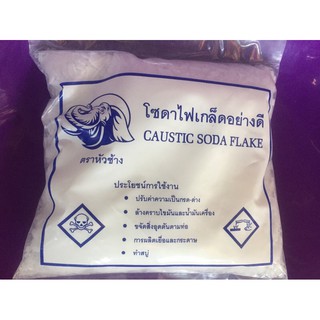 โซดาไฟเกล็ดอย่างดี
CAUSTIC SODA FLAKE
ตราหัวช้าง
ประโยชน์การใช้งาน
• ปรับค่าความเป็นกรด-ด่าง
• ล้างคราบไขมันและน้ำมันเครื่อง
• ขจัดสิ่งอุดตันตามท่อ
• การผลิตเยื่อและกระดาษ
• ทำสบู่